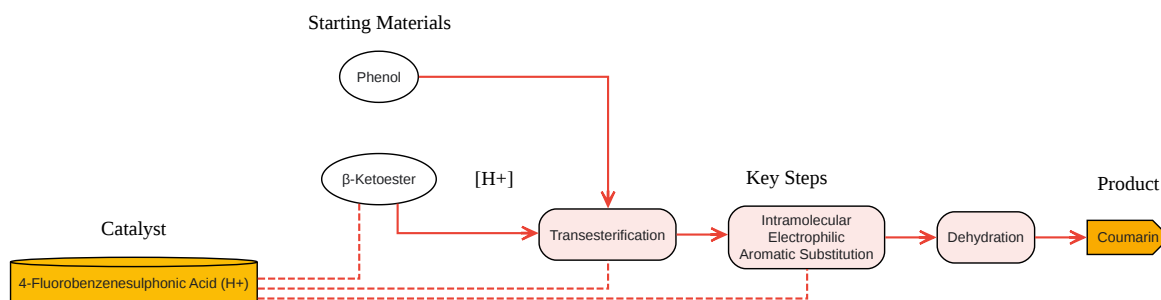 Starting Materials
Phenol
β-Ketoester
[H+]
Key Steps
Product
Catalyst
Transesterification
Intramolecular
Electrophilic
Aromatic Substitution
Dehydration
Coumarin
4-Fluorobenzenesulphonic Acid (H+)